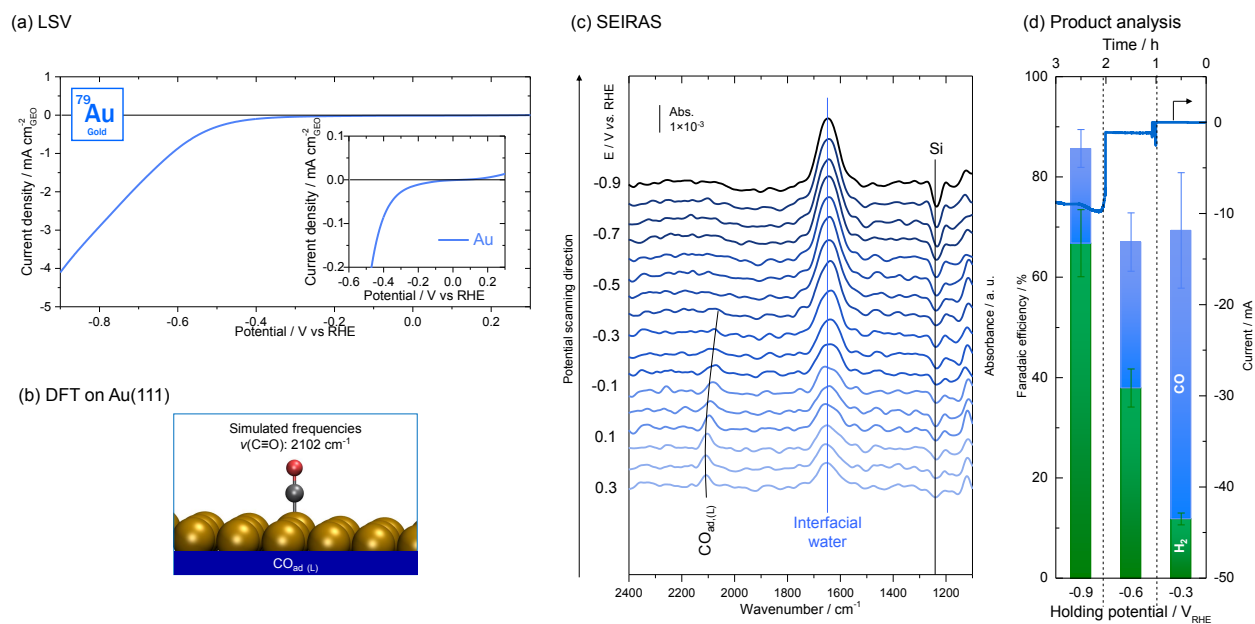 (a) LSV
1
0
-1
-2
-3
-4
-5
Current density / mA cm⁻²GEO
79
Au
Gold
-0.8
-0.6
-0.4
-0.2
0.0
0.2
Potential / V vs RHE
0.2
0.1
0.0
-0.1
-0.2
Current density / mA cm⁻²GEO
Au
-0.6 -0.4 -0.2 0.0 0.2
Potential / V vs RHE
(b) DFT on Au(111)
Simulated frequencies
ν(C≡O): 2102 cm⁻¹
COad (L)
(c) SEIRAS
Potential scanning direction
E / V vs. RHE
Abs.
1×10⁻³
Si
-0.9
-0.7
-0.5
-0.3
-0.1
0.1
0.3
COad,(L)
Interfacial
water
Absorbance / a. u.
2400 2200 2000 1800 1600 1400 1200
Wavenumber / cm⁻¹
(d) Product analysis
Time / h
3 2 1 0
100
80
60
40
20
0
Faradaic efficiency / %
CO
H₂
0
-10
-20
-30
-40
-50
Current / mA
-0.9 -0.6 -0.3
Holding potential / VRHE